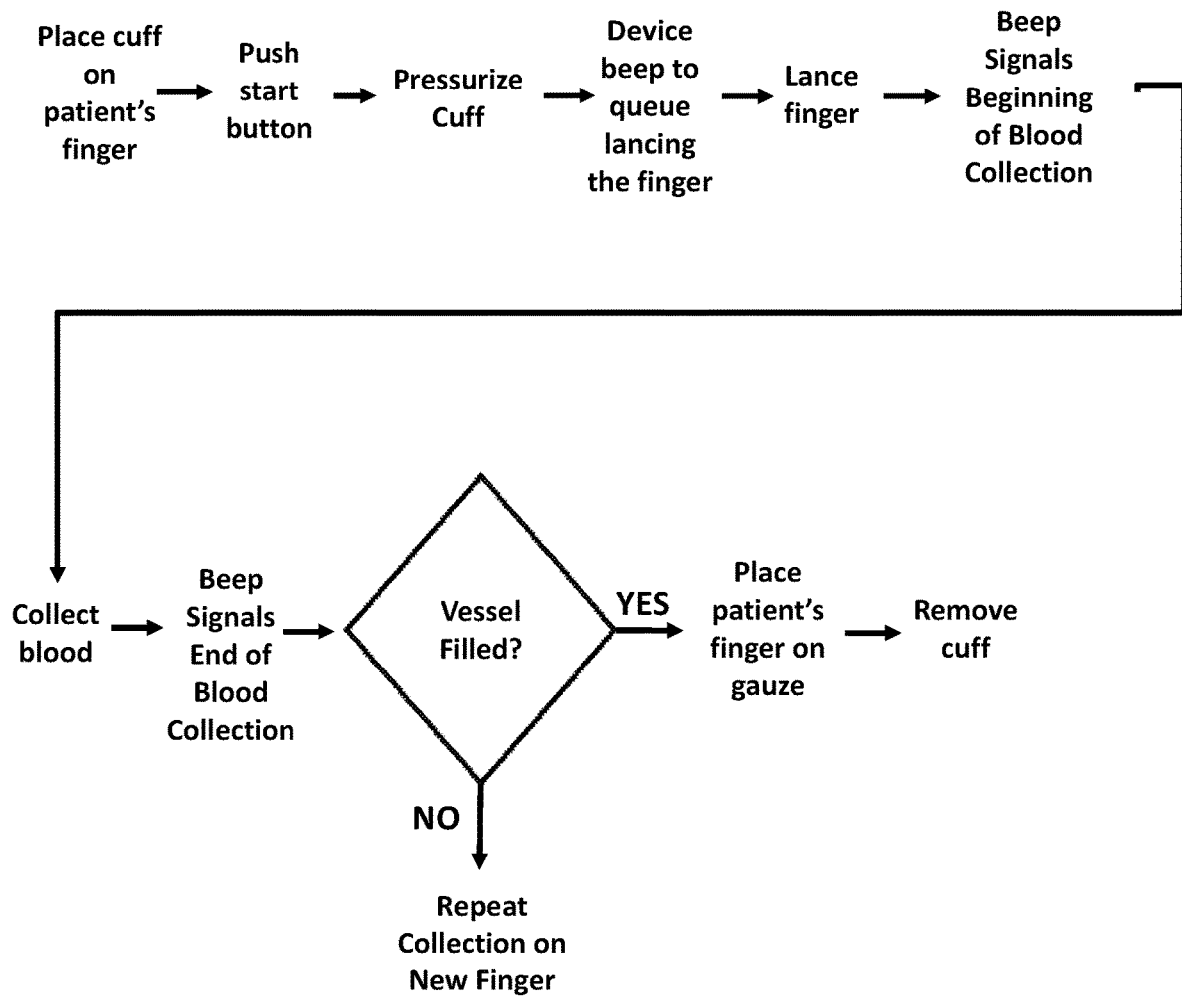 Place cuff
on
patient's
finger
Push
start
button
Pressurize
Cuff
Device
beep to
queue
lancing
the finger
Lance
finger
Beep
Signals
Beginning
of Blood
Collection
Collect
blood
Beep
Signals
End of
Blood
Collection
Vessel
Filled?
YES
Place
patient's
finger on
gauze
Remove
cuff
NO
Repeat
Collection on
New Finger